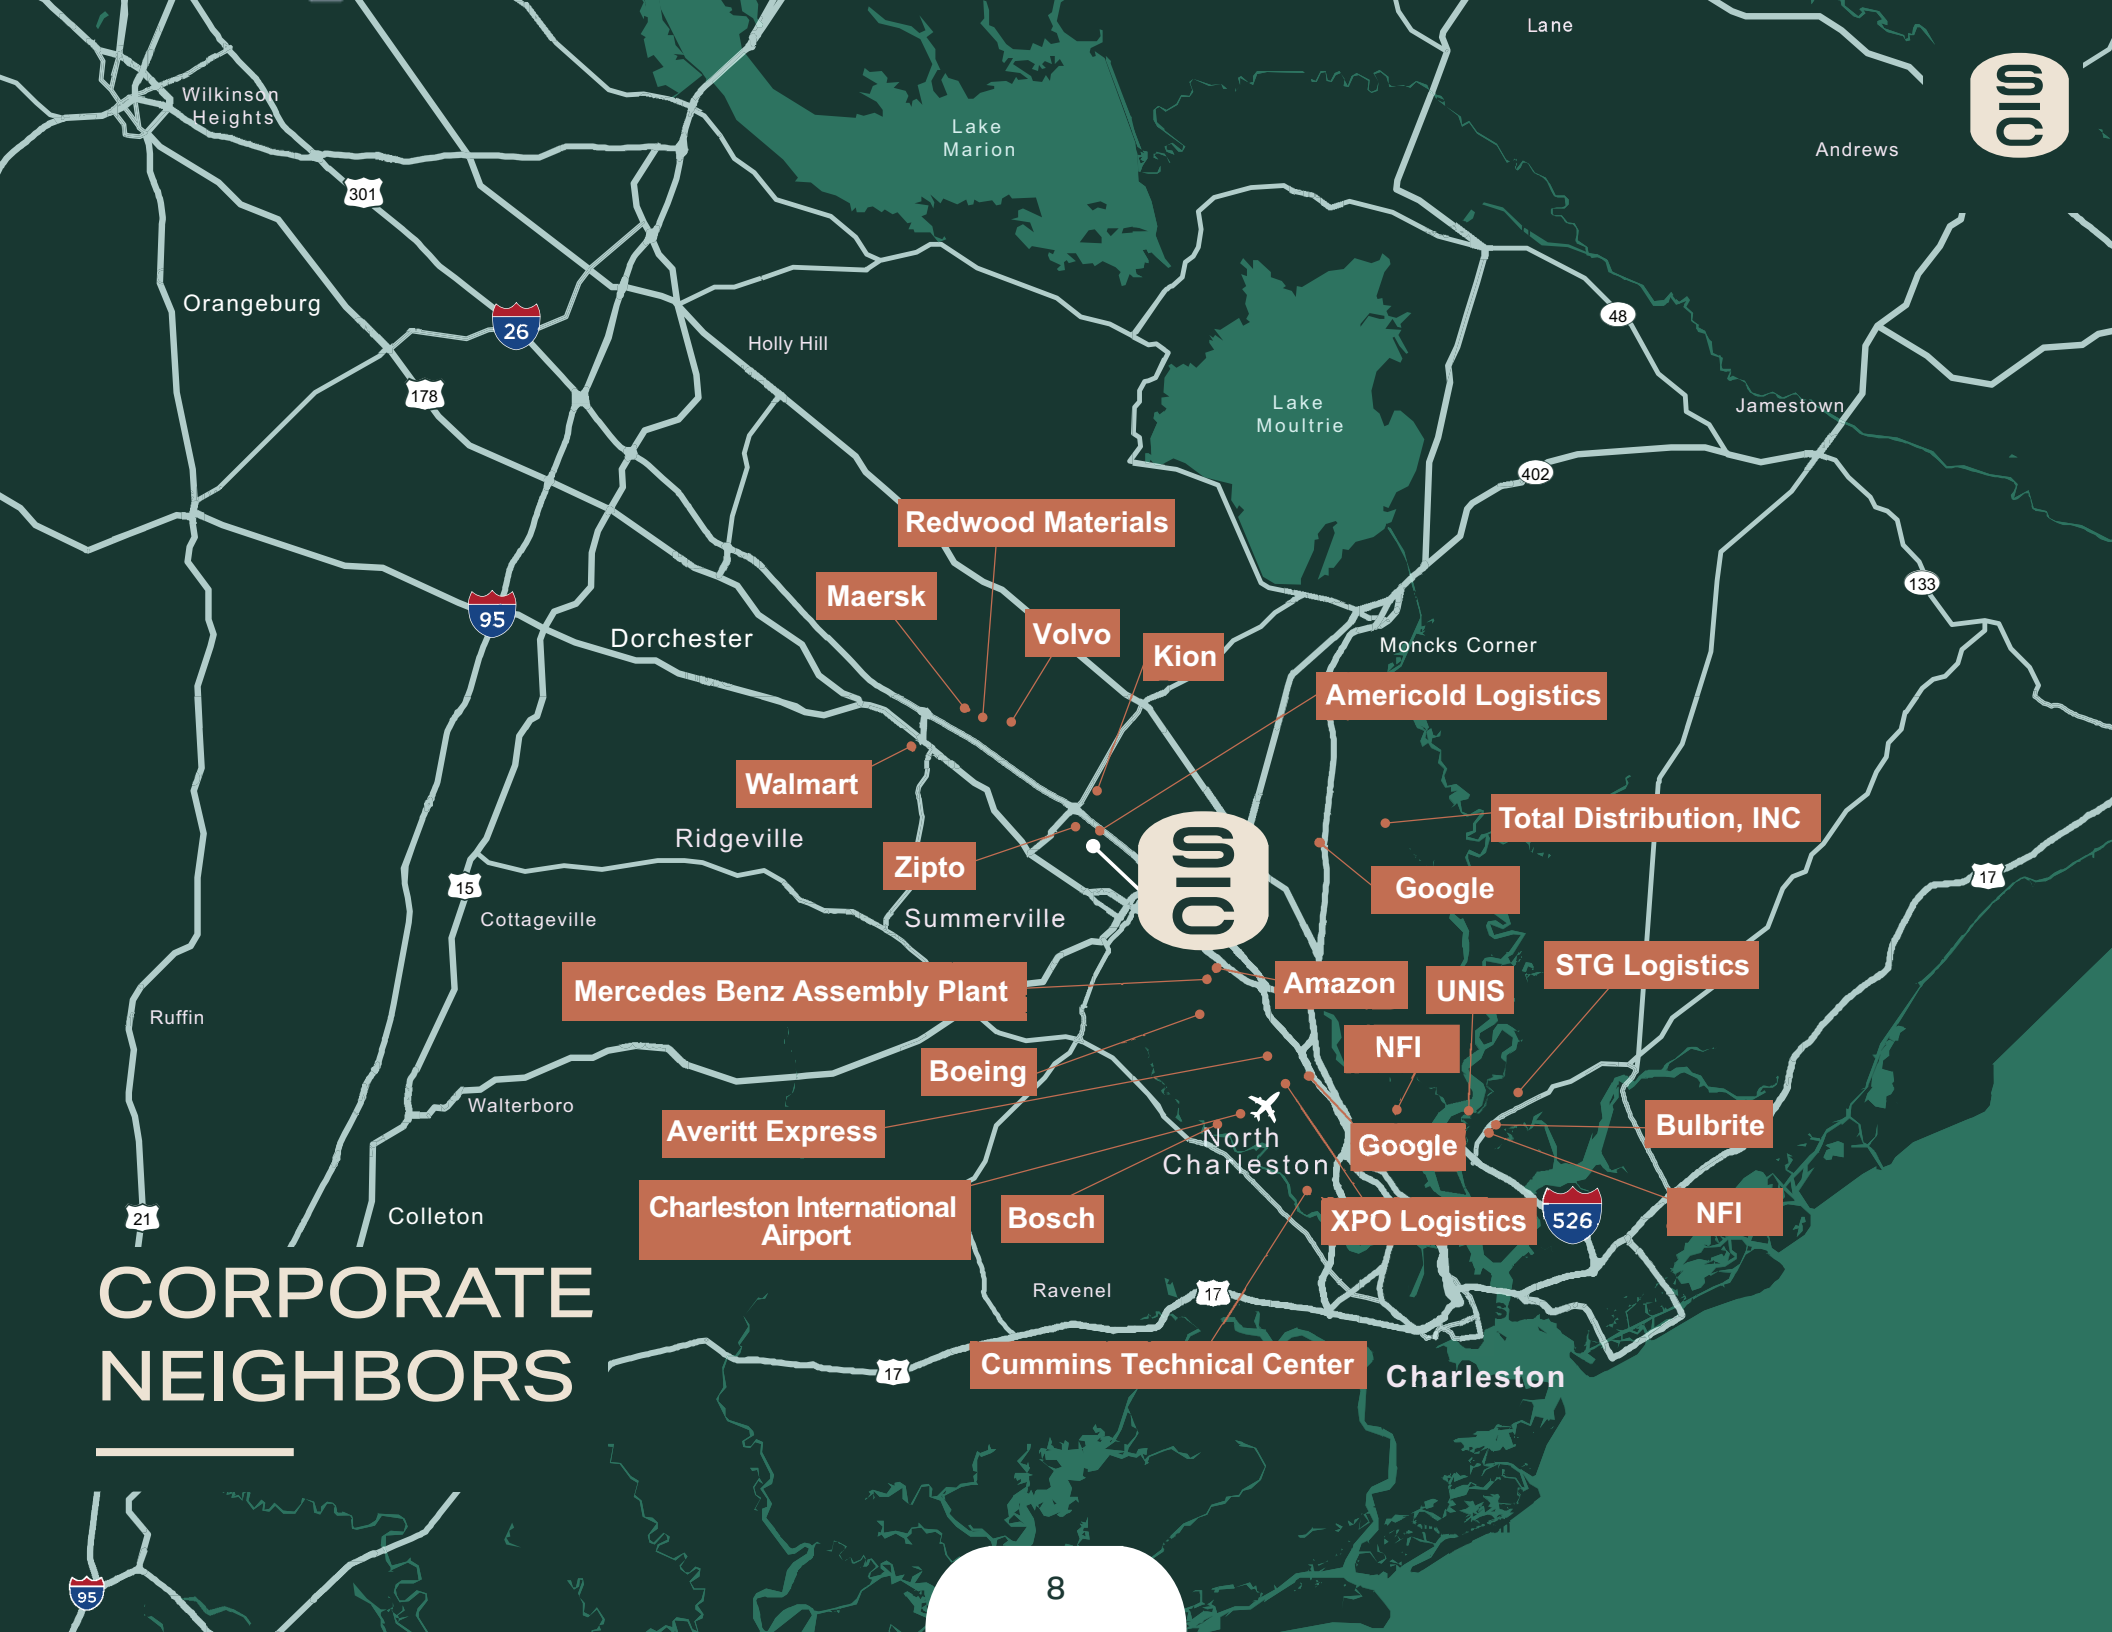 Lane
SIC
Wilkinson
Heights
Lake
Marion
Andrews
301
Orangeburg
26
48
Holly Hill
178
Lake
Moultrie
Jamestown
402
Redwood Materials
133
Maersk
95
Volvo
Dorchester
Kion
Moncks Corner
Americold Logistics
Walmart
Total Distribution, INC
Ridgeville
Zipto
SIC
Google
15
17
Cottageville
Summerville
STG Logistics
Mercedes Benz Assembly Plant
Amazon
UNIS
Ruffin
NFI
Boeing
Walterboro
Averitt Express
North
Charleston
Google
Bulbrite
21
Colleton
Charleston International
Airport
Bosch
XPO Logistics
526
NFI
CORPORATE
NEIGHBORS
Ravenel
17
17
Cummins Technical Center
Charleston
95
8